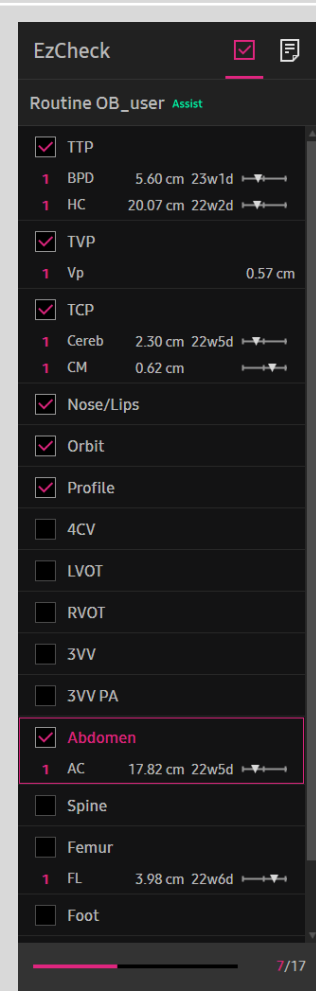 EzCheck
Routine OB_user Assist
TTP
1 BPD 5.60 cm 23w1d
1 HC 20.07 cm 22w2d
TVP
1 Vp 0.57 cm
TCP
1 Cereb 2.30 cm 22w5d
1 CM 0.62 cm
Nose/Lips
Orbit
Profile
4CV
LVOT
RVOT
3VV
3VV PA
Abdomen
1 AC 17.82 cm 22w5d
Spine
Femur
1 FL 3.98 cm 22w6d
Foot
7/17